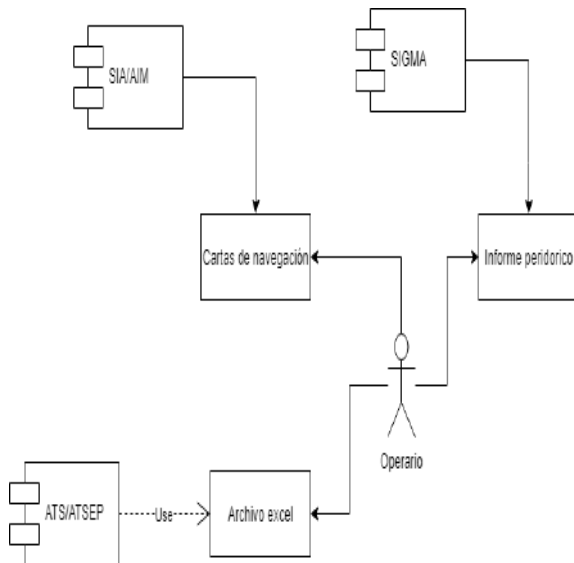 SIA/AIM
SIGMA
Cartas de navegación
Informe peridorico
Operario
ATS/ATSEP
Use
Archivo excel